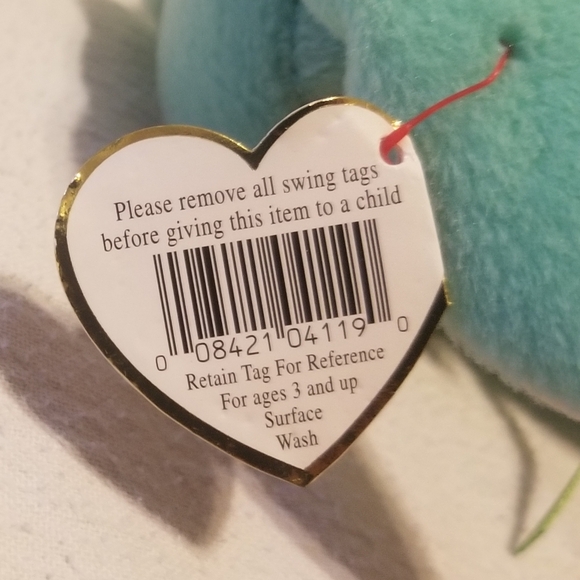 Please remove all swing tags
before giving this item to a child
0 08421 04119 0
Retain Tag For Reference
For ages 3 and up
Surface
Wash